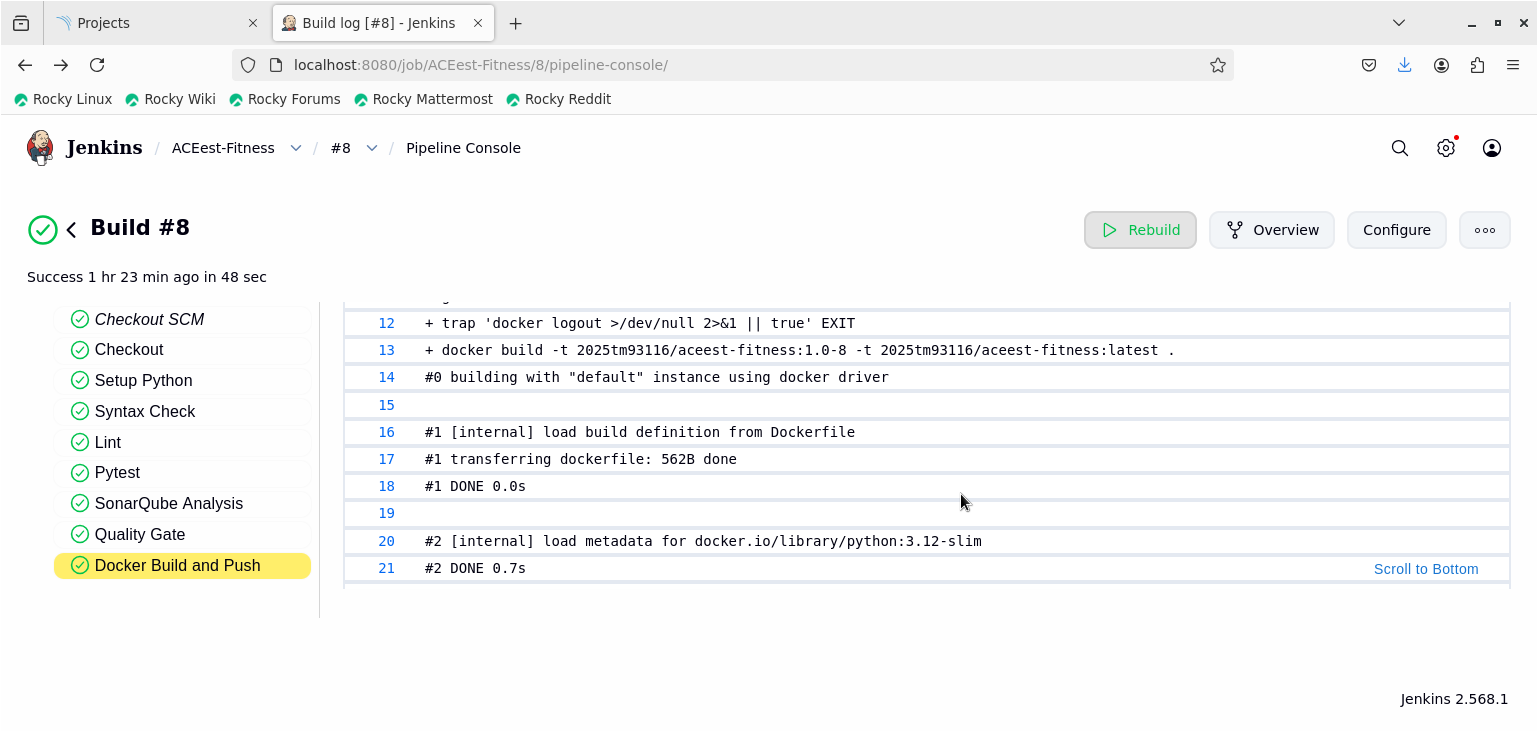 Projects
Build log [#8] - Jenkins
localhost:8080/job/ACEest-Fitness/8/pipeline-console/
Rocky Linux Rocky Wiki Rocky Forums Rocky Mattermost Rocky Reddit
Jenkins / ACEest-Fitness / #8 / Pipeline Console
Build #8
Rebuild Overview Configure
Success 1 hr 23 min ago in 48 sec
Checkout SCM
Checkout
Setup Python
Syntax Check
Lint
Pytest
SonarQube Analysis
Quality Gate
Docker Build and Push
12 + trap 'docker logout >/dev/null 2>&1 || true' EXIT
13 + docker build -t 2025tm93116/aceest-fitness:1.0-8 -t 2025tm93116/aceest-fitness:latest .
14 #0 building with "default" instance using docker driver
15
16 #1 [internal] load build definition from Dockerfile
17 #1 transferring dockerfile: 562B done
18 #1 DONE 0.0s
19
20 #2 [internal] load metadata for docker.io/library/python:3.12-slim
21 #2 DONE 0.7s
Scroll to Bottom
Jenkins 2.568.1